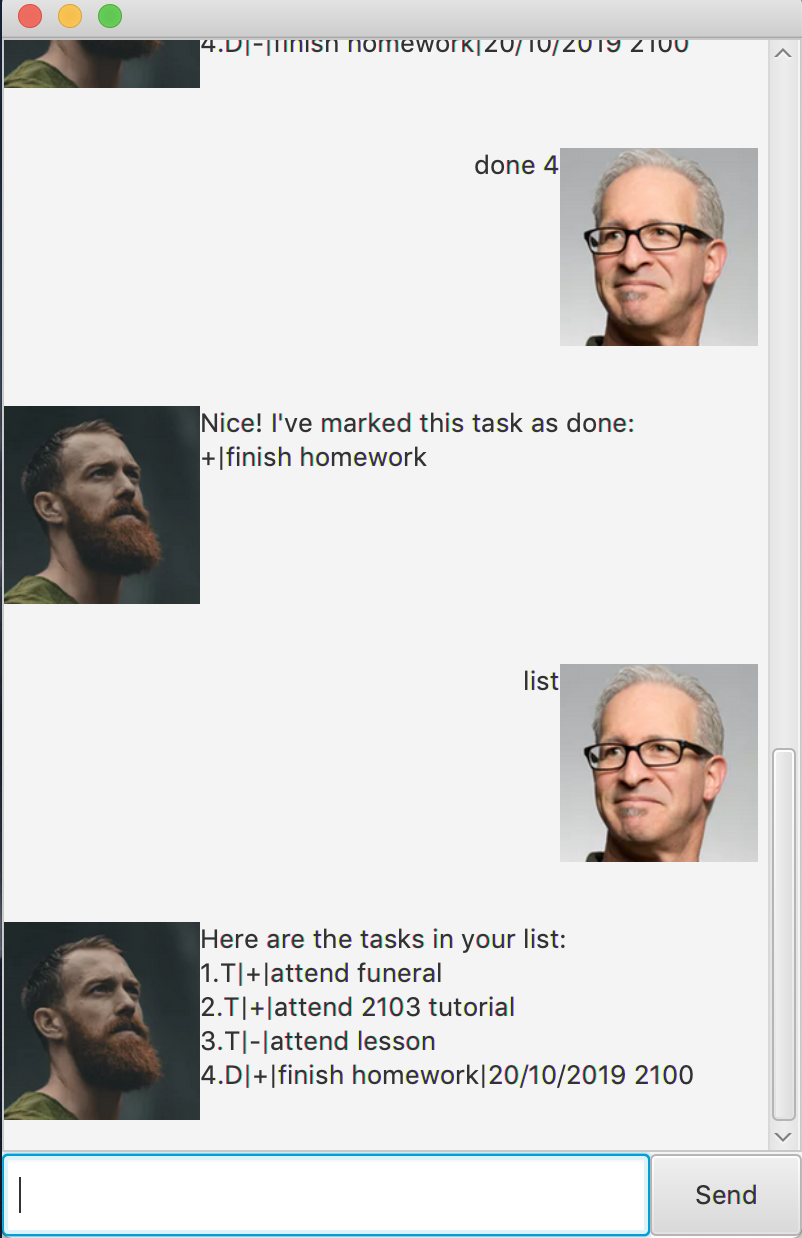 4.D|-|finish homework|20/10/2019 2100
done 4
Nice! I've marked this task as done:
+|finish homework
list
Here are the tasks in your list:
1.T|+|attend funeral
2.T|+|attend 2103 tutorial
3.T|-|attend lesson
4.D|+|finish homework|20/10/2019 2100
Send